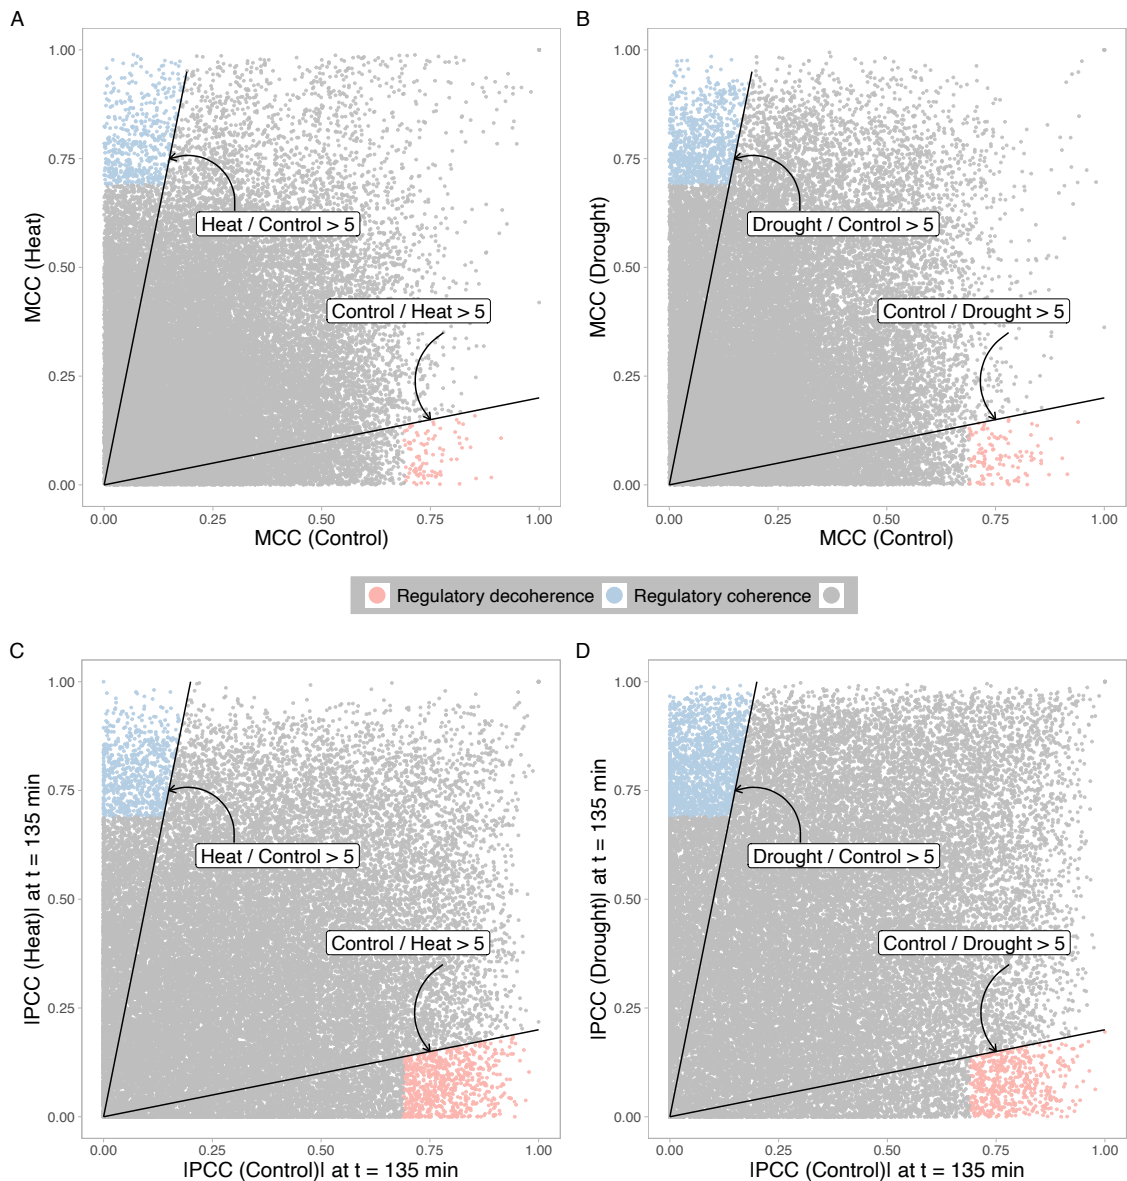 A
B
1.00
0.75
0.50
0.25
0.00
MCC (Heat)
Heat / Control > 5
Control / Heat > 5
0.00 0.25 0.50 0.75 1.00
MCC (Control)
1.00
0.75
0.50
0.25
0.00
MCC (Drought)
Drought / Control > 5
Control / Drought > 5
0.00 0.25 0.50 0.75 1.00
MCC (Control)
Regulatory decoherence Regulatory coherence
C
D
1.00
0.75
0.50
0.25
0.00
|PCC (Heat)| at t = 135 min
Heat / Control > 5
Control / Heat > 5
0.00 0.25 0.50 0.75 1.00
|PCC (Control)| at t = 135 min
1.00
0.75
0.50
0.25
0.00
|PCC (Drought)| at t = 135 min
Drought / Control > 5
Control / Drought > 5
0.00 0.25 0.50 0.75 1.00
|PCC (Control)| at t = 135 min